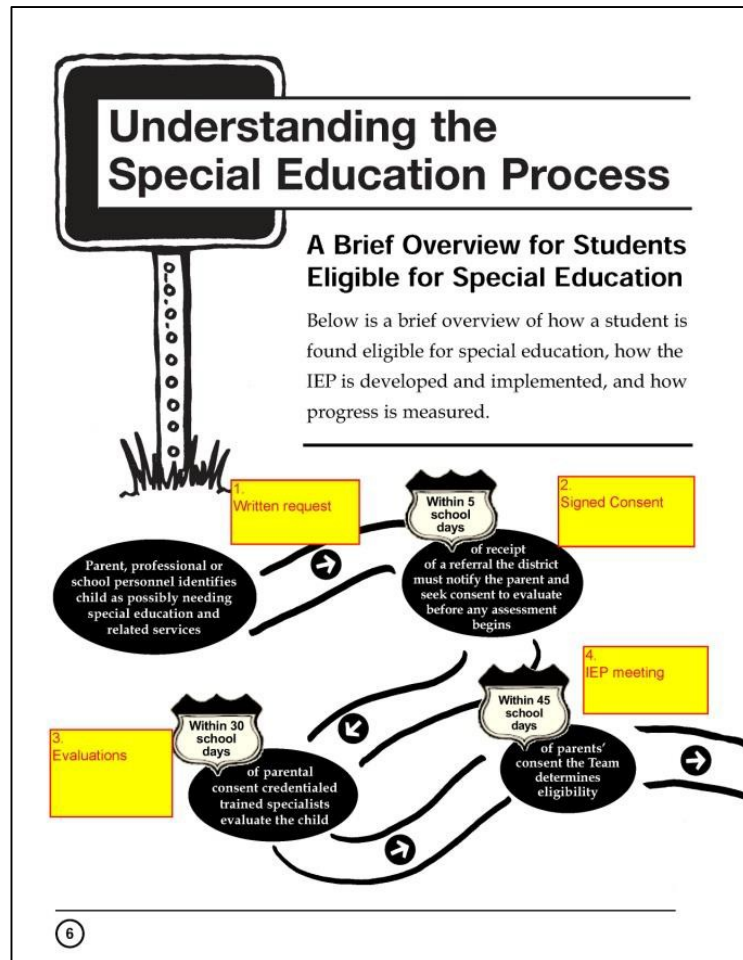 Understanding the
Special Education Process
A Brief Overview for Students
Eligible for Special Education
Below is a brief overview of how a student is
found eligible for special education, how the
IEP is developed and implemented, and how
progress is measured.
1.
Written request
Parent, professional or
school personnel identifies
child as possibly needing
special education and
related services
Within 5
school
days
of receipt
of a referral the district
must notify the parent and
seek consent to evaluate
before any assessment
begins
2.
Signed Consent
3.
Evaluations
Within 30
school
days
of parental
consent credentialed
trained specialists
evaluate the child
4.
IEP meeting
Within 45
school
days
of parents'
consent the Team
determines
eligibility
6